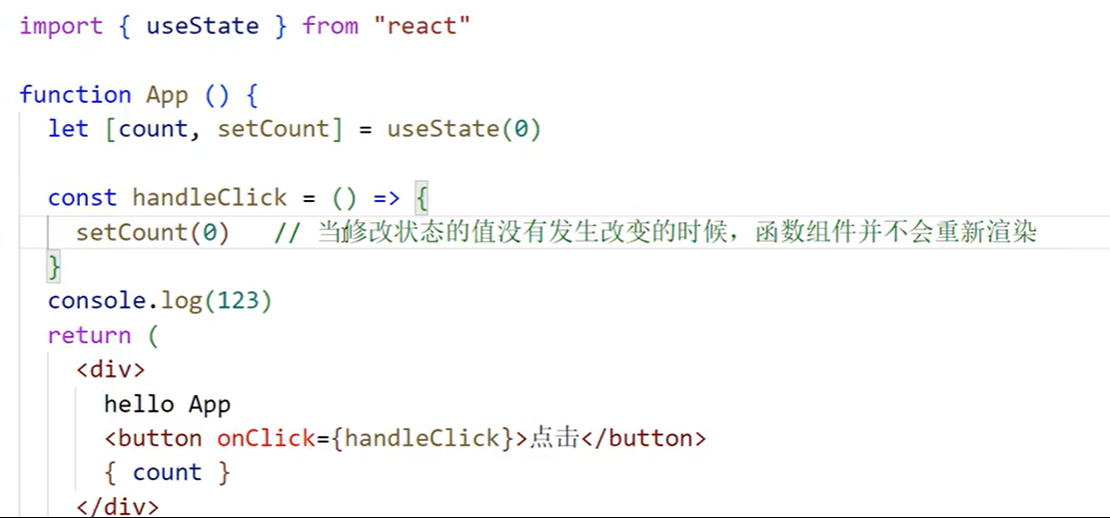 import { useState } from "react"
function App () {
let [count, setCount] = useState(0)
const handleClick = () => {
setCount(0) // 当修改状态的值没有发生改变的时候，函数组件并不会重新渲染
}
console.log(123)
return (
<div>
hello App
<button onClick={handleClick}>点击</button>
{ count }
</div>